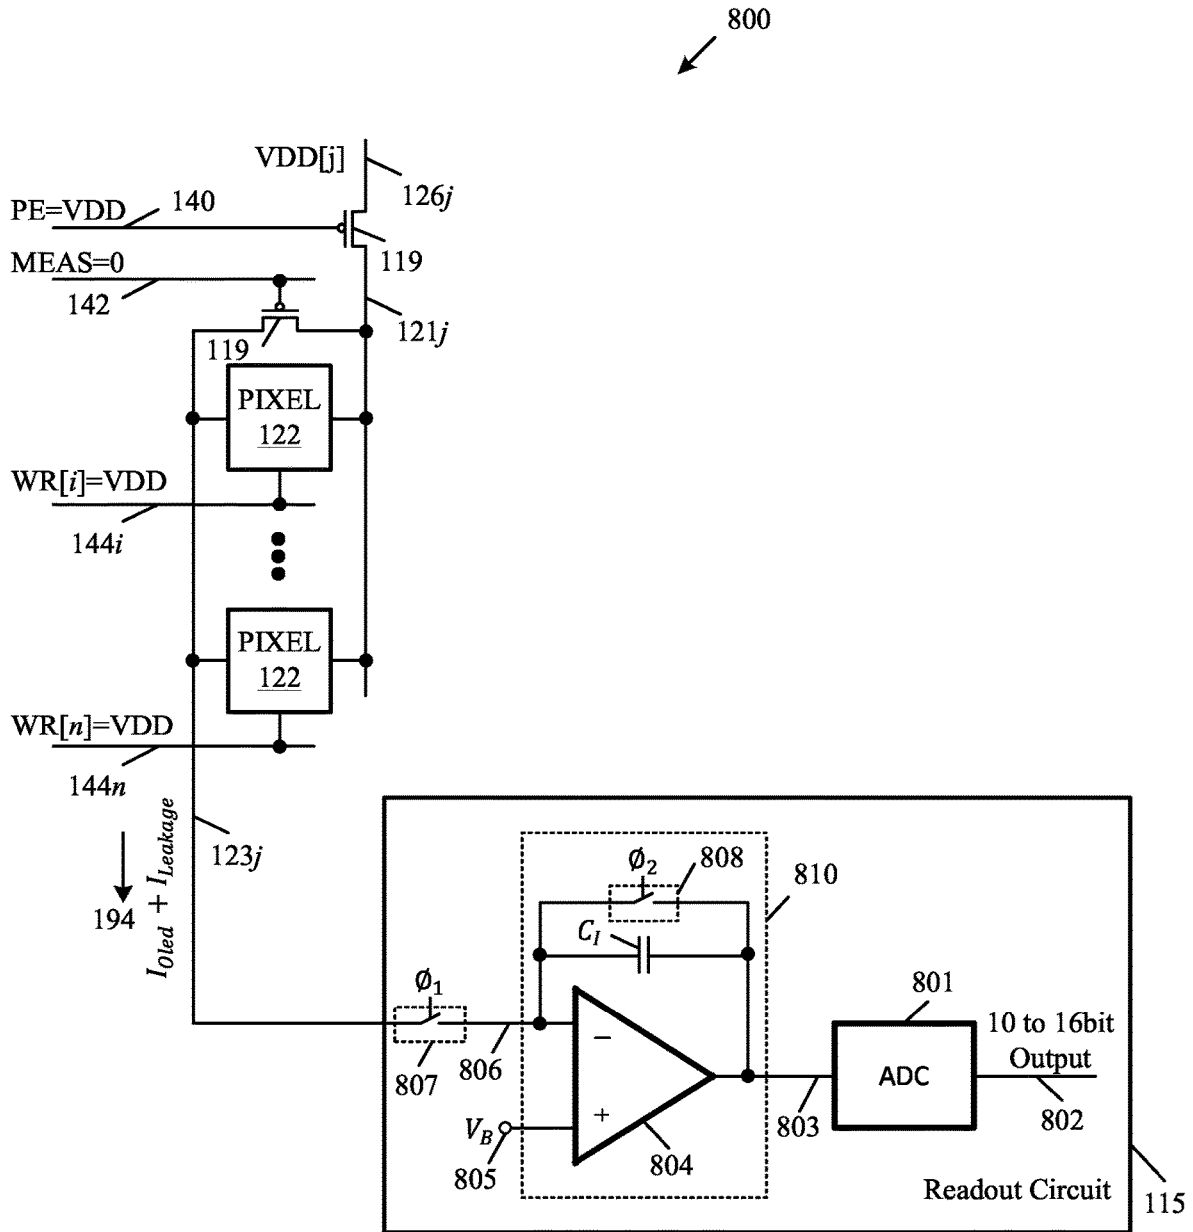 800
VDD[j]
126j
PE=VDD
140
119
MEAS=0
142
121j
119
PIXEL
122
WR[i]=VDD
144i
PIXEL
122
WR[n]=VDD
144n
123j
194
I_Oled + I_Leakage
Ø₂
808
810
C_I
Ø₁
807
806
−
+
V_B
805
804
803
801
ADC
10 to 16bit
Output
802
Readout Circuit
115